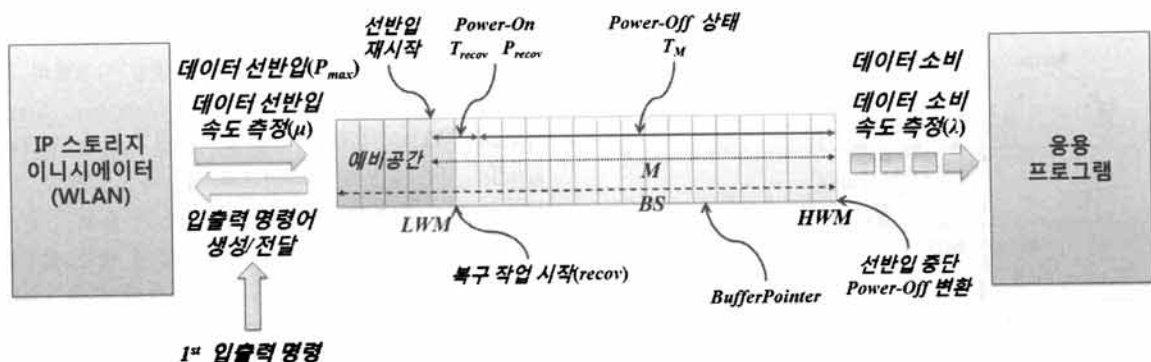 IP 스토리지
이니시에이터
(WLAN)
데이터 선반입(Pmax)
데이터 선반입
속도 측정(μ)
입출력 명령어
생성/전달
1st 입출력 명령
선반입
재시작
Power-On
Trecov Precov
Power-Off 상태
TM
예비공간
M
BS
LWM
HWM
복구 작업 시작(recov)
BufferPointer
선반입 중단
Power-Off 변환
데이터 소비
데이터 소비
속도 측정(λ)
응용
프로그램